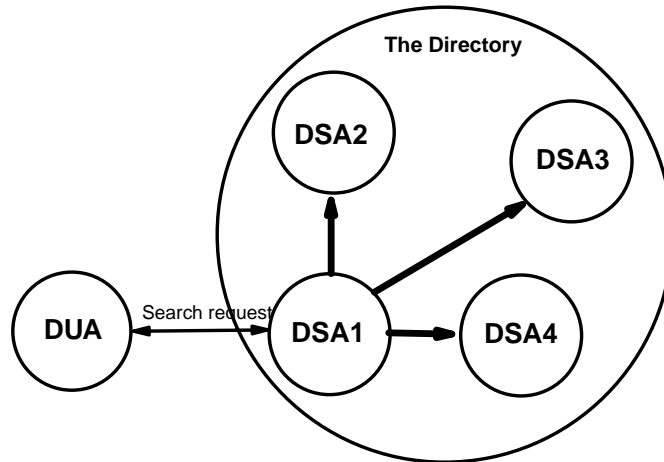 The Directory
DSA2
DSA3
Search request
DUA
DSA1
DSA4